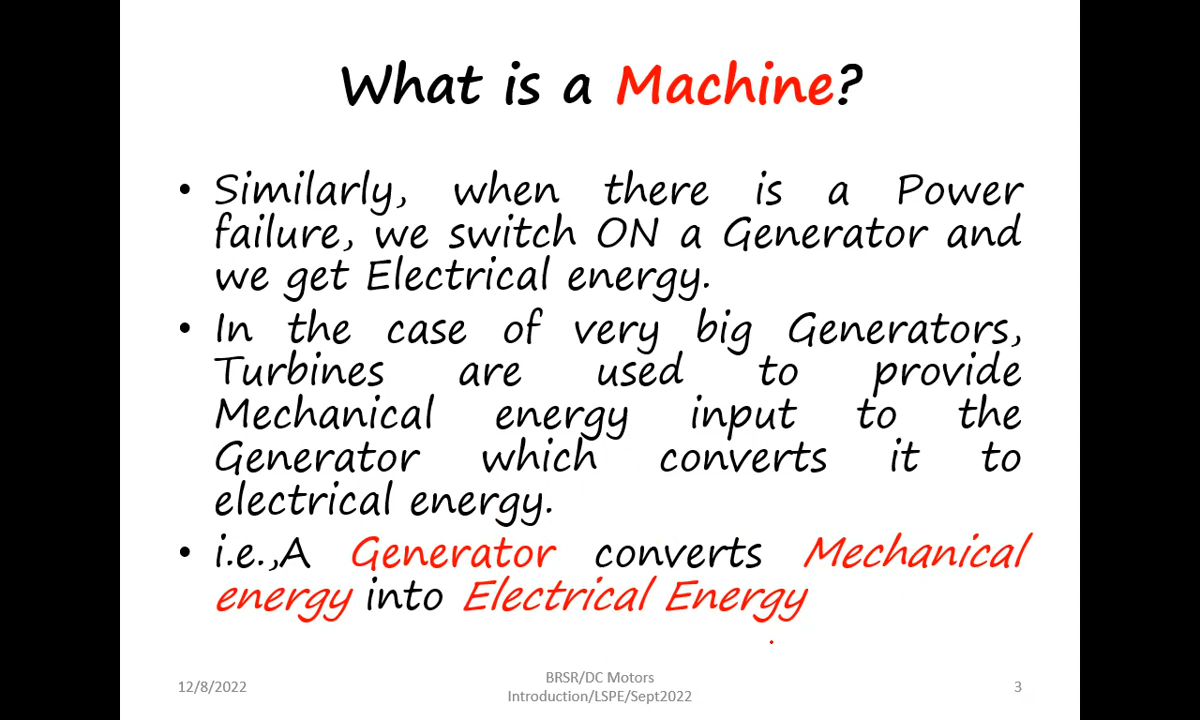 What is a Machine?
• Similarly, when there is a Power
failure, we switch ON a Generator and
we get Electrical energy.
• In the case of very big Generators,
Turbines are used to provide
Mechanical energy input to the
Generator which converts it to
electrical energy.
• i.e.,A Generator converts Mechanical
energy into Electrical Energy
12/8/2022
BRSR/DC Motors
Introduction/LSPE/Sept2022
3